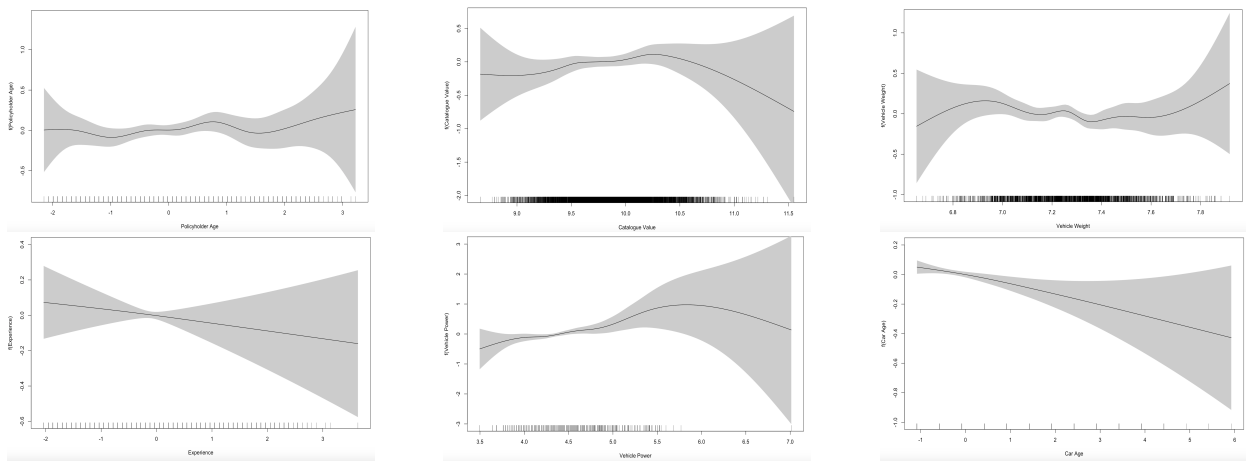 f(Policyholder Age)
1.0
0.5
0.0
-0.5
-2 -1 0 1 2 3
Policyholder Age
f(Catalogue Value)
0.5
0.0
-0.5
-1.0
-1.5
-2.0
9.0 9.5 10.0 10.5 11.0 11.5
Catalogue Value
f(Vehicle Weight)
1.0
0.5
0.0
-0.5
-1.0
6.8 7.0 7.2 7.4 7.6 7.8
Vehicle Weight
f(Experience)
0.4
0.2
0.0
-0.2
-0.4
-0.6
-2 -1 0 1 2 3
Experience
f(Vehicle Power)
3
2
1
0
-1
-2
-3
3.5 4.0 4.5 5.0 5.5 6.0 6.5 7.0
Vehicle Power
f(Car Age)
0.2
0.0
-0.2
-0.4
-0.6
-0.8
-1.0
-1 0 1 2 3 4 5 6
Car Age